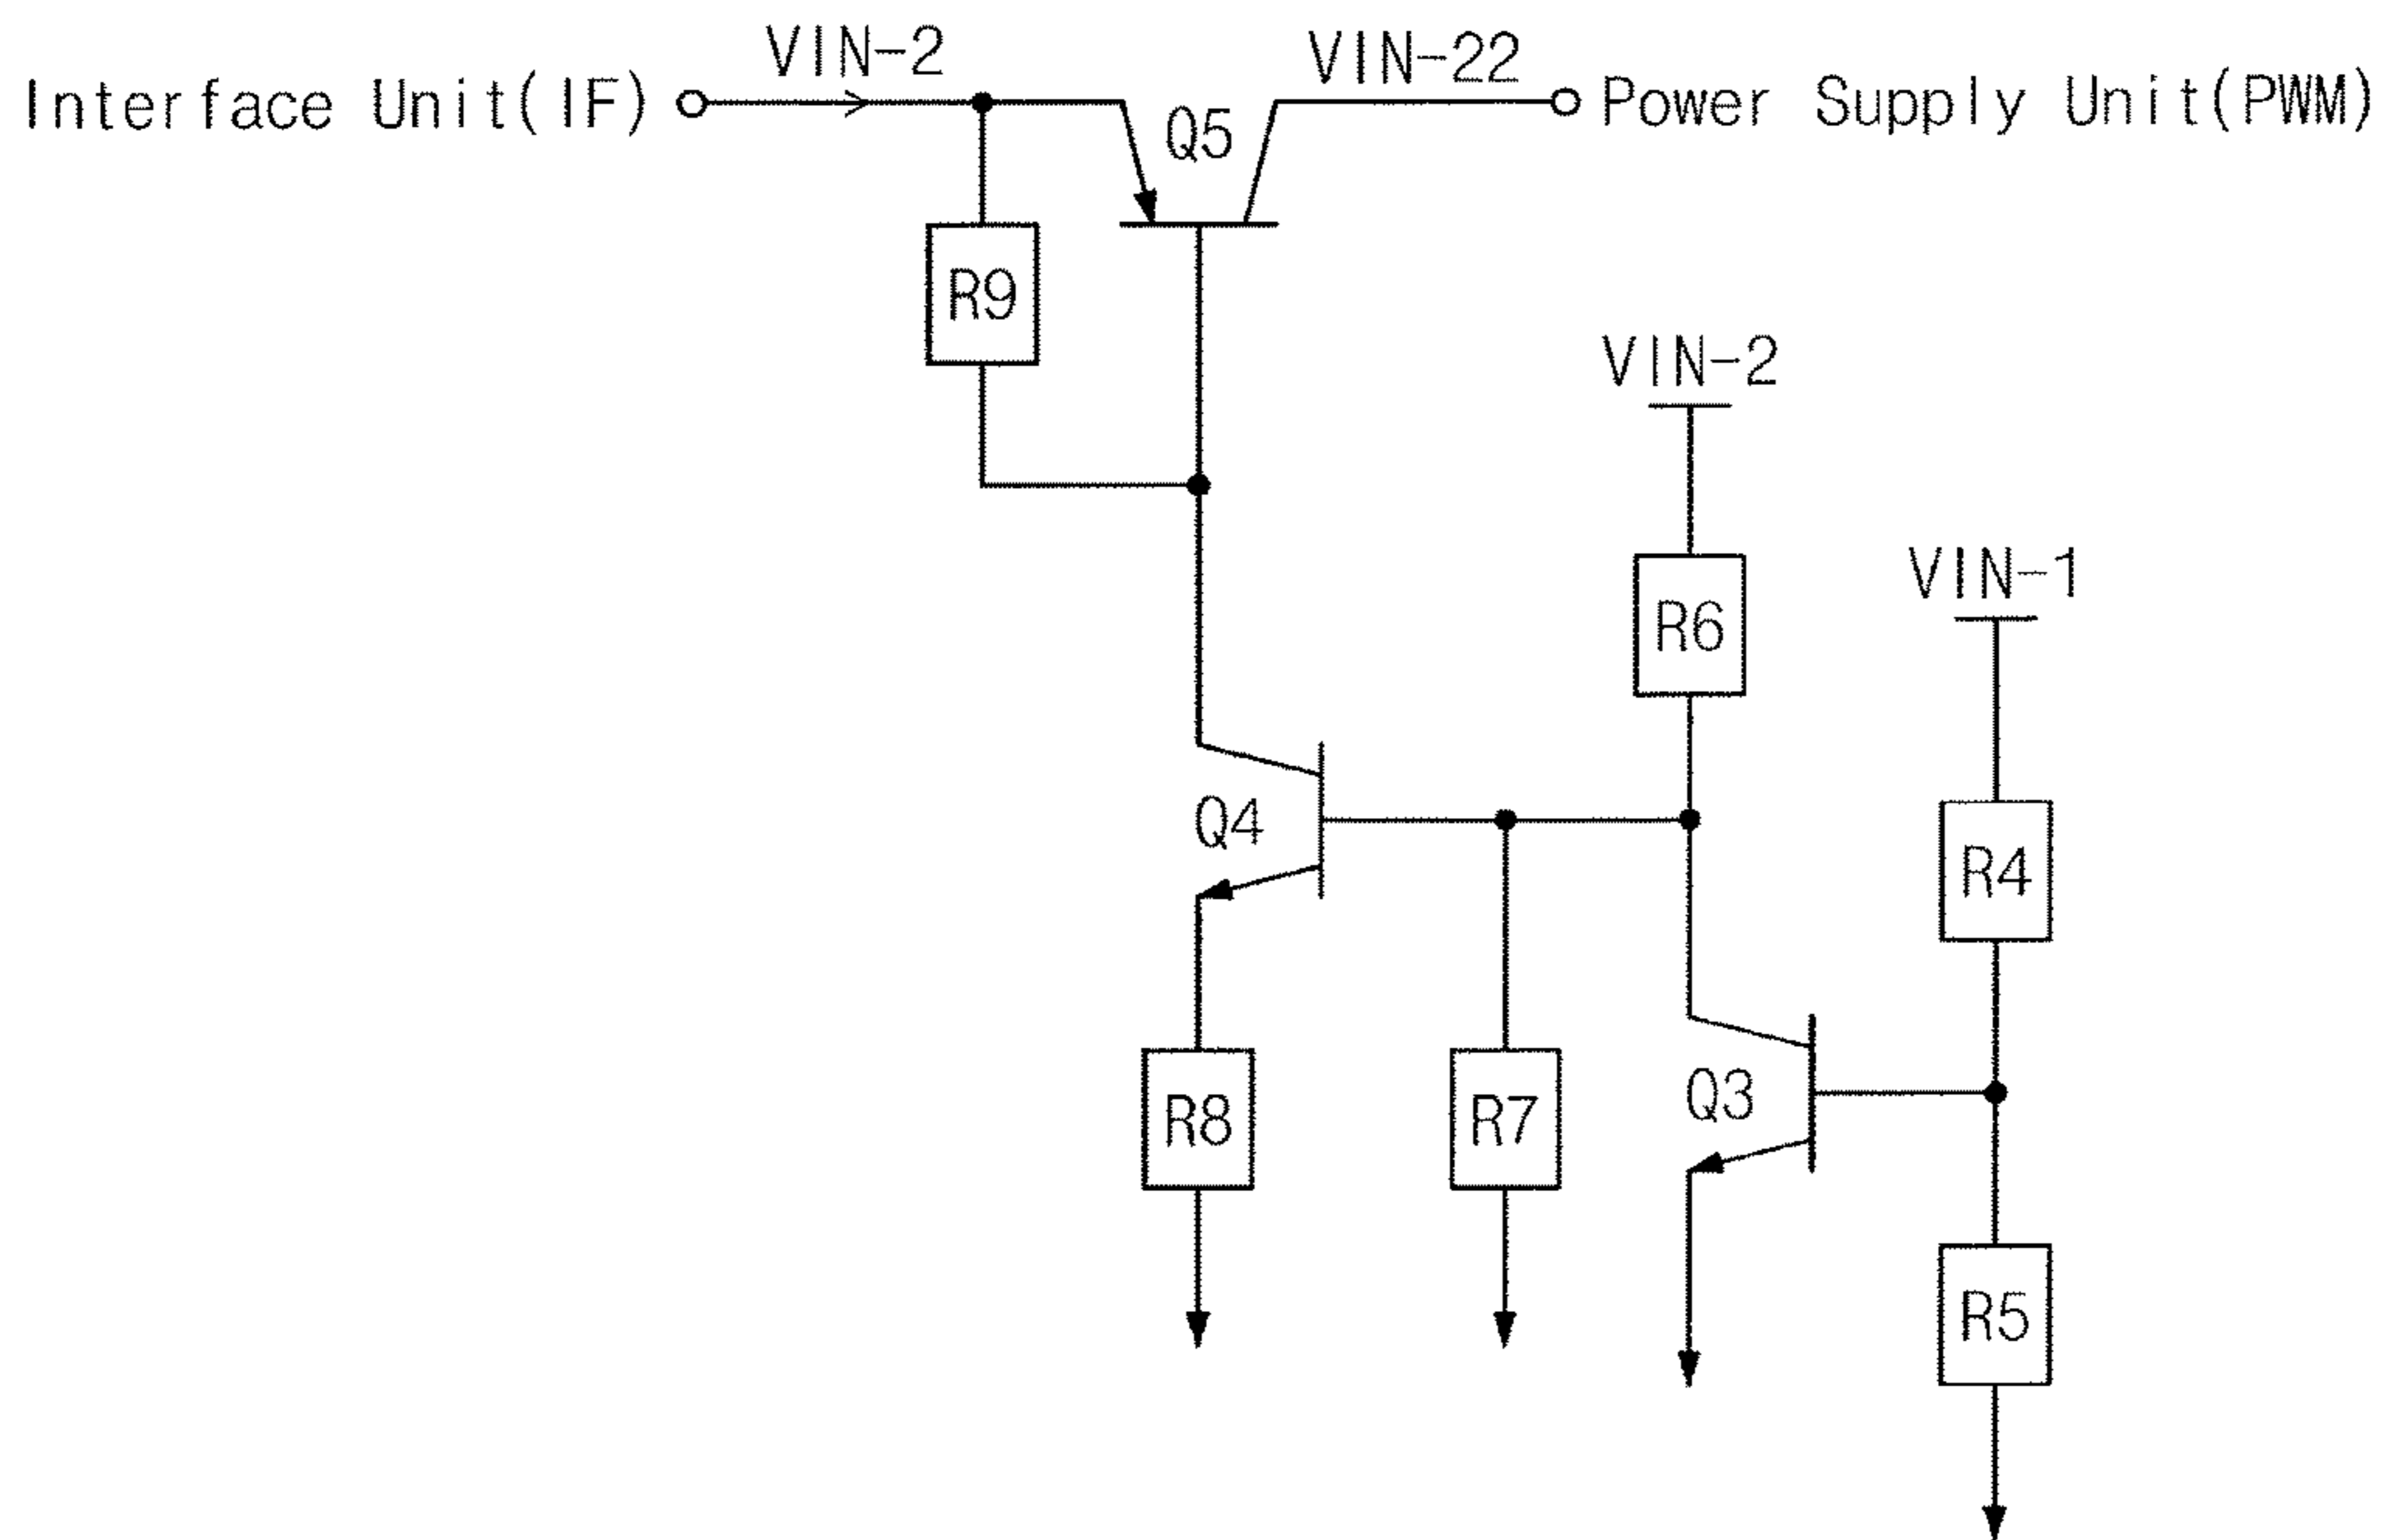 VIN-2
VIN-22
Interface Unit(IF)
Power Supply Unit(PWM)
Q5
R9
VIN-2
VIN-1
R6
Q4
R4
R8
R7
Q3
R5